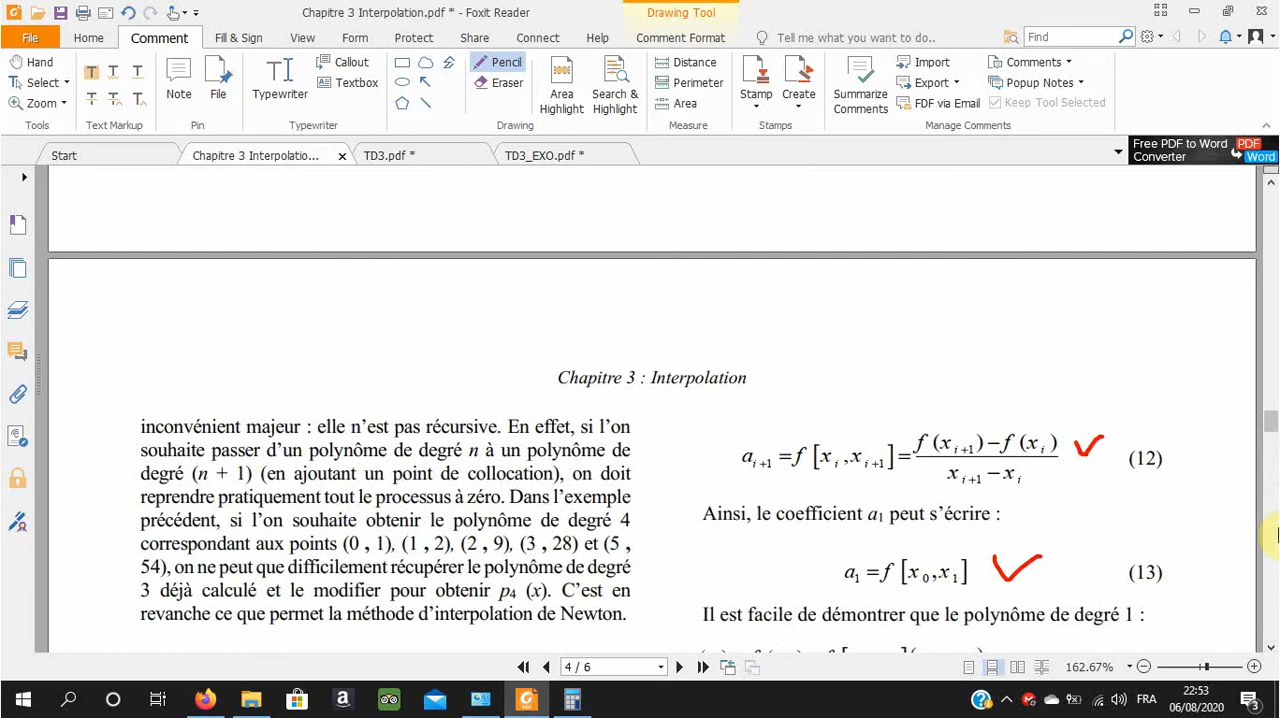 Chapitre 3 Interpolation.pdf * - Foxit Reader
Drawing Tool
File Home Comment Fill & Sign View Form Protect Share Connect Help Comment Format Tell me what you want to do.. Find
Hand
Select
Zoom
Tools
T T T
T T T
Text Markup
Note
File
Pin
Typewriter
Callout
Textbox
Typewriter
Pencil
Eraser
Area Highlight
Search & Highlight
Drawing
Distance
Perimeter
Area
Measure
Stamp
Create
Stamps
Summarize Comments
Import
Export
FDF via Email
Comments
Popup Notes
Keep Tool Selected
Manage Comments
Start Chapitre 3 Interpolatio... x TD3.pdf * TD3_EXO.pdf *
Free PDF to Word Converter
PDF
Word
Chapitre 3 : Interpolation
inconvénient majeur : elle n’est pas récursive. En effet, si l’on
souhaite passer d’un polynôme de degré n à un polynôme de
degré (n + 1) (en ajoutant un point de collocation), on doit
reprendre pratiquement tout le processus à zéro. Dans l’exemple
précédent, si l’on souhaite obtenir le polynôme de degré 4
correspondant aux points (0 , 1), (1 , 2), (2 , 9), (3 , 28) et (5 ,
54), on ne peut que difficilement récupérer le polynôme de degré
3 déjà calculé et le modifier pour obtenir p₄ (x). C’est en
revanche ce que permet la méthode d’interpolation de Newton.
aᵢ₊₁ = f [xᵢ , xᵢ₊₁] = f (xᵢ₊₁) – f (xᵢ) / xᵢ₊₁ – xᵢ (12)
Ainsi, le coefficient a₁ peut s’écrire :
a₁ = f [x₀, x₁] (13)
Il est facile de démontrer que le polynôme de degré 1 :
4 / 6
162.67%
FRA
22:53
06/08/2020
3